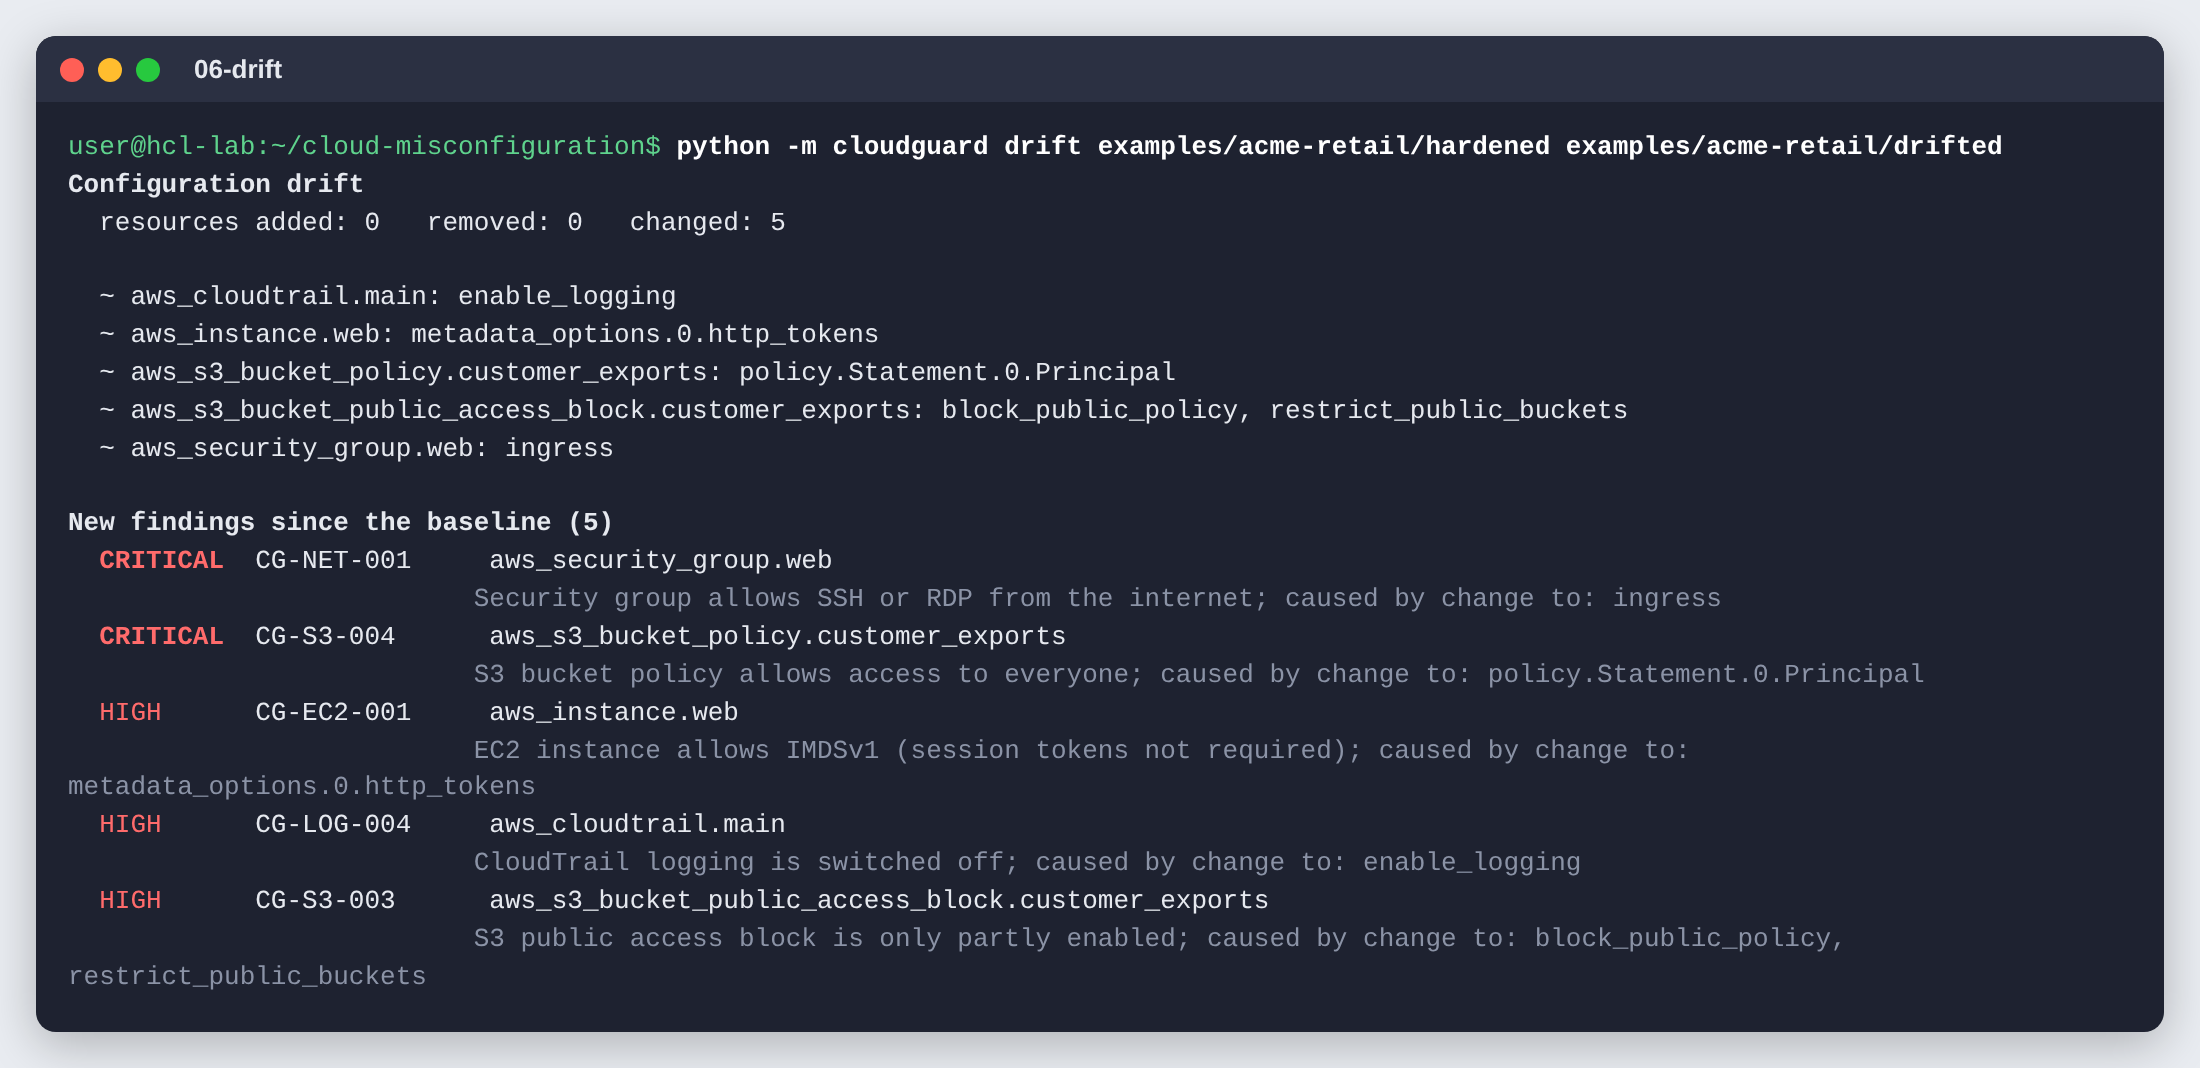 06-drift
user@hcl-lab:~/cloud-misconfiguration$ python -m cloudguard drift examples/acme-retail/hardened examples/acme-retail/drifted
Configuration drift
  resources added: 0   removed: 0   changed: 5

  ~ aws_cloudtrail.main: enable_logging
  ~ aws_instance.web: metadata_options.0.http_tokens
  ~ aws_s3_bucket_policy.customer_exports: policy.Statement.0.Principal
  ~ aws_s3_bucket_public_access_block.customer_exports: block_public_policy, restrict_public_buckets
  ~ aws_security_group.web: ingress

New findings since the baseline (5)
  CRITICAL  CG-NET-001     aws_security_group.web
                          Security group allows SSH or RDP from the internet; caused by change to: ingress
  CRITICAL  CG-S3-004      aws_s3_bucket_policy.customer_exports
                          S3 bucket policy allows access to everyone; caused by change to: policy.Statement.0.Principal
  HIGH      CG-EC2-001     aws_instance.web
                          EC2 instance allows IMDSv1 (session tokens not required); caused by change to:
metadata_options.0.http_tokens
  HIGH      CG-LOG-004     aws_cloudtrail.main
                          CloudTrail logging is switched off; caused by change to: enable_logging
  HIGH      CG-S3-003      aws_s3_bucket_public_access_block.customer_exports
                          S3 public access block is only partly enabled; caused by change to: block_public_policy,
restrict_public_buckets